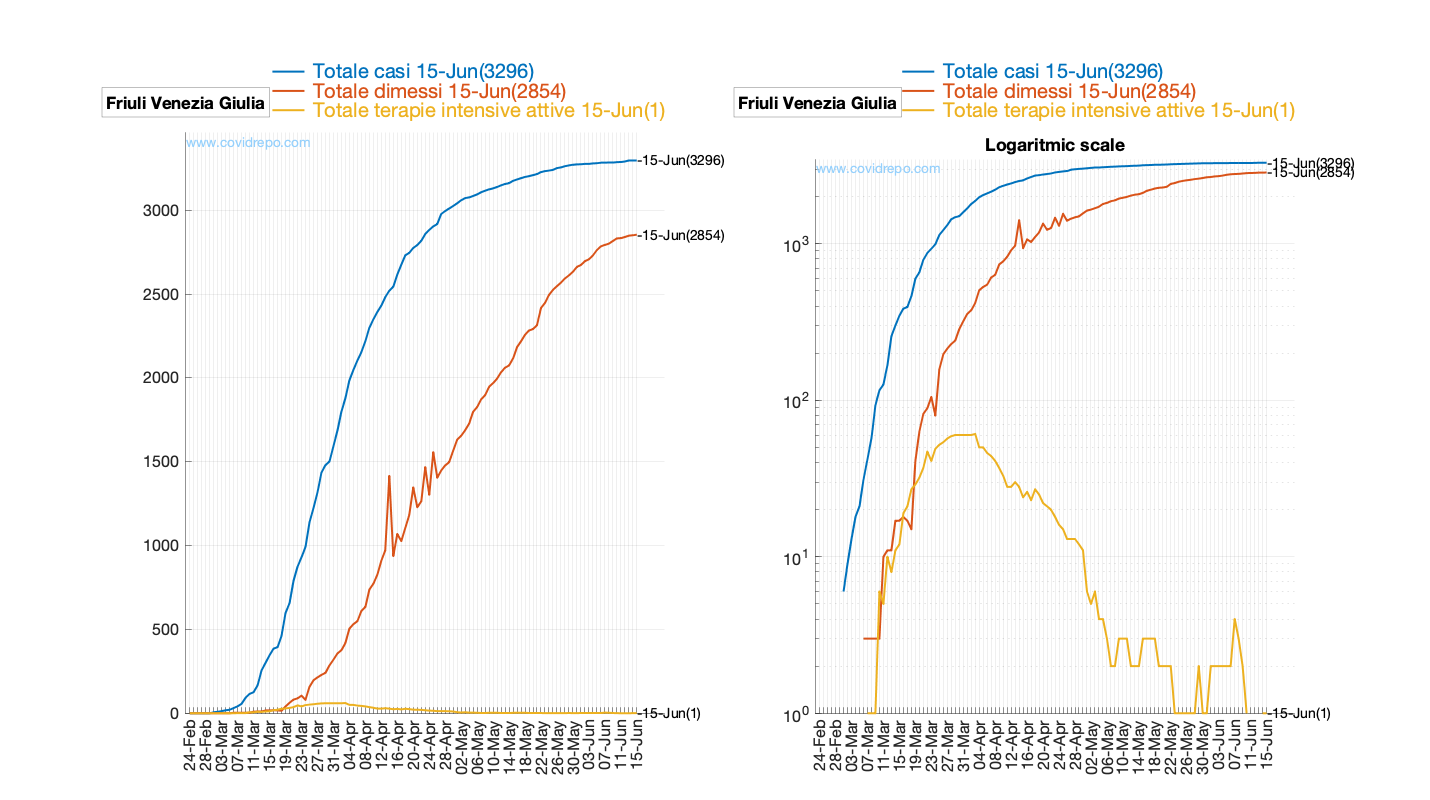 Friuli Venezia Giulia
Totale casi 15-Jun(3296)
Totale dimessi 15-Jun(2854)
Totale terapie intensive attive 15-Jun(1)
www.covidrepo.com
3000
2500
2000
1500
1000
500
0
-15-Jun(3296)
-15-Jun(2854)
-15-Jun(1)
24-Feb
28-Feb
03-Mar
07-Mar
11-Mar
15-Mar
19-Mar
23-Mar
27-Mar
31-Mar
04-Apr
08-Apr
12-Apr
16-Apr
20-Apr
24-Apr
28-Apr
02-May
06-May
10-May
14-May
18-May
22-May
26-May
30-May
03-Jun
07-Jun
11-Jun
15-Jun
Friuli Venezia Giulia
Totale casi 15-Jun(3296)
Totale dimessi 15-Jun(2854)
Totale terapie intensive attive 15-Jun(1)
Logaritmic scale
www.covidrepo.com
10³
10²
10¹
10⁰
-15-Jun(3296)
-15-Jun(2854)
-15-Jun(1)
24-Feb
28-Feb
03-Mar
07-Mar
11-Mar
15-Mar
19-Mar
23-Mar
27-Mar
31-Mar
04-Apr
08-Apr
12-Apr
16-Apr
20-Apr
24-Apr
28-Apr
02-May
06-May
10-May
14-May
18-May
22-May
26-May
30-May
03-Jun
07-Jun
11-Jun
15-Jun